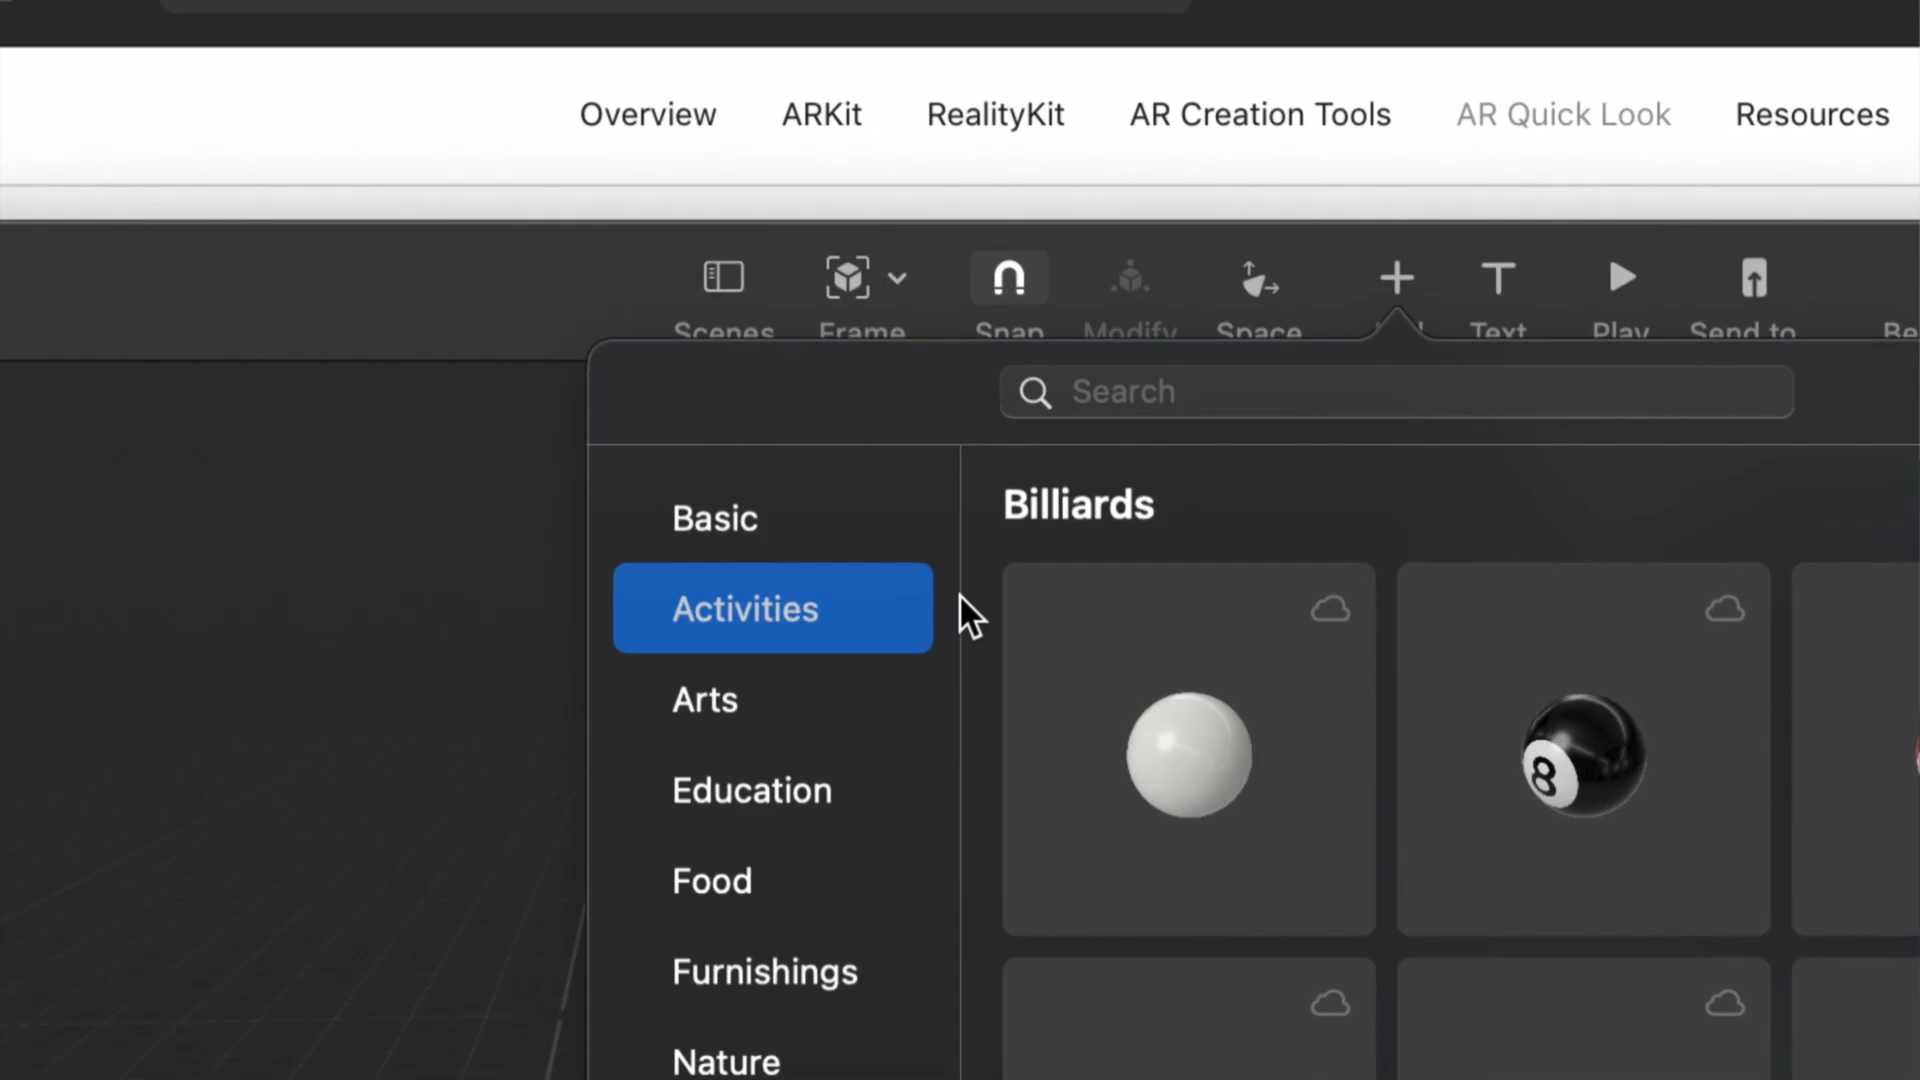 Overview ARKit RealityKit AR Creation Tools AR Quick Look Resources
Scenes Frame Snap Modify Space Text Play Send to
Search
Basic
Activities
Arts
Education
Food
Furnishings
Nature
Billiards
8